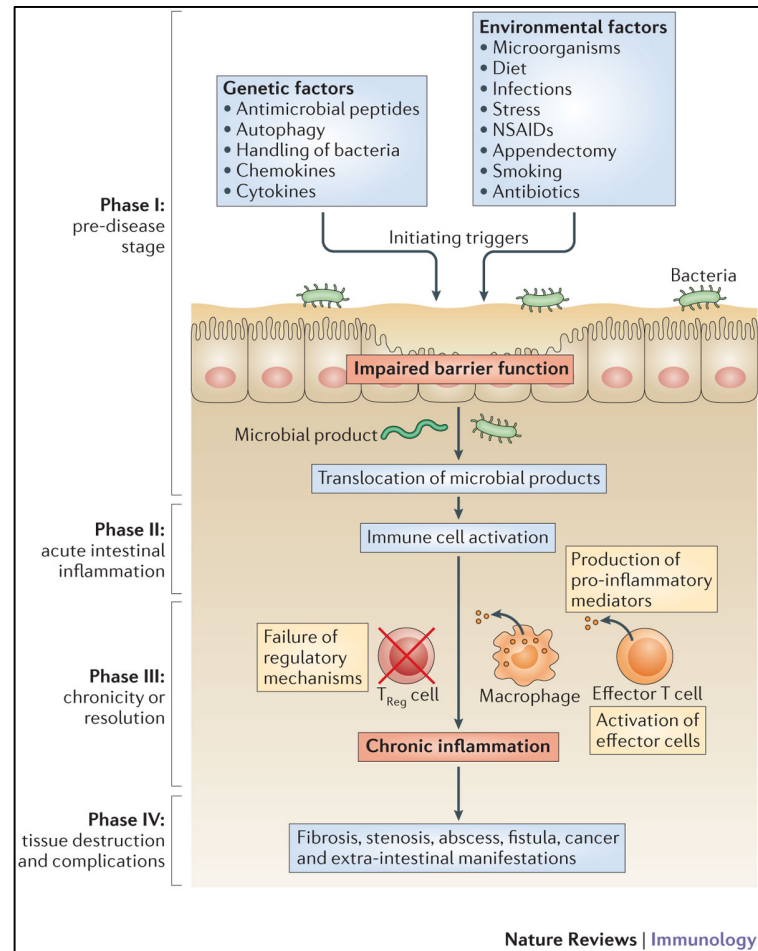 Genetic factors
• Antimicrobial peptides
• Autophagy
• Handling of bacteria
• Chemokines
• Cytokines
Environmental factors
• Microorganisms
• Diet
• Infections
• Stress
• NSAIDs
• Appendectomy
• Smoking
• Antibiotics
Phase I:
pre-disease
stage
Initiating triggers
Bacteria
Impaired barrier function
Microbial product
Translocation of microbial products
Phase II:
acute intestinal
inflammation
Immune cell activation
Production of
pro-inflammatory
mediators
Phase III:
chronicity or
resolution
Failure of
regulatory
mechanisms
TReg cell
Macrophage
Effector T cell
Activation of
effector cells
Chronic inflammation
Phase IV:
tissue destruction
and complications
Fibrosis, stenosis, abscess, fistula, cancer
and extra-intestinal manifestations
Nature Reviews | Immunology